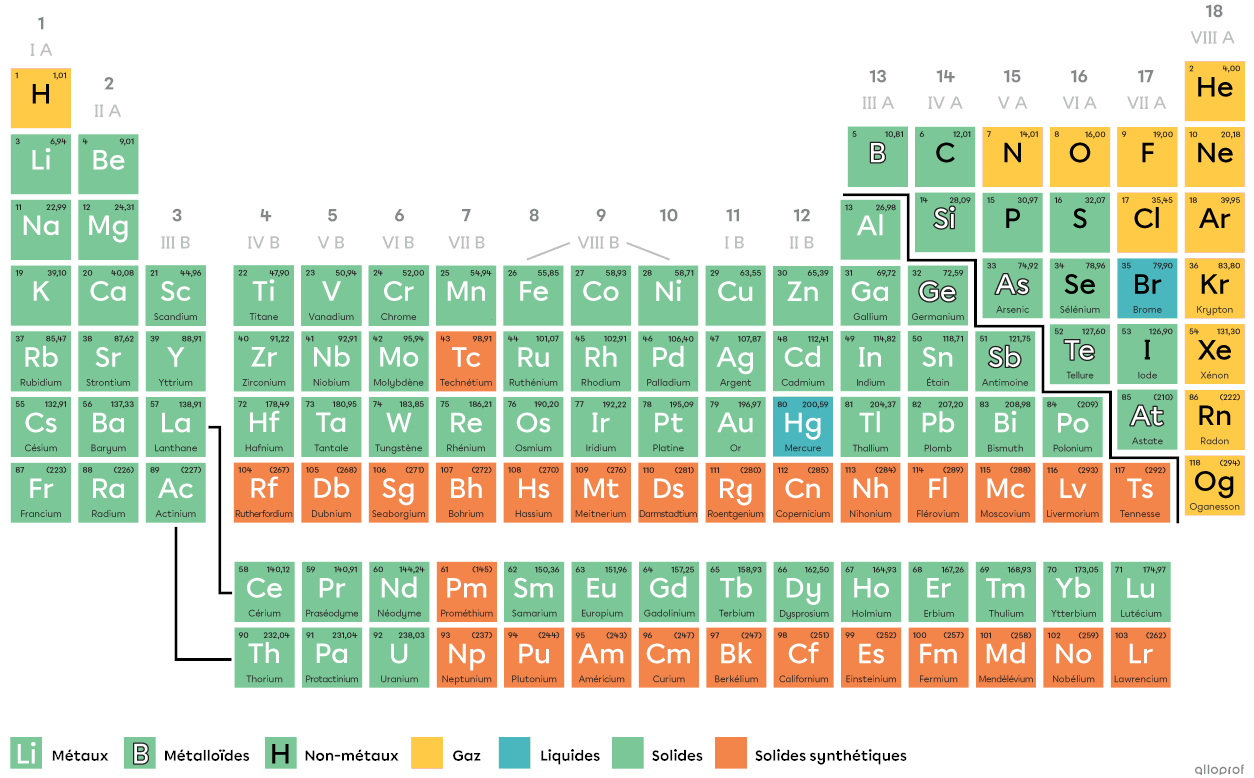 18
1
VIII A
I A
2
13 14 15 16 17
II A
III A IV A V A VI A VII A
1 1,01 H
2 4,00 He
3 6,94 Li
4 9,01 Be
5 10,81 B
6 12,01 C
7 14,01 N
8 16,00 O
9 19,00 F
10 20,18 Ne
11 22,99 Na
12 24,31 Mg
3 4 5 6 7 8 9 10 11 12
III B IV B V B VI B VII B VIII B I B II B
13 26,98 Al
14 28,09 Si
15 30,97 P
16 32,07 S
17 35,45 Cl
18 39,95 Ar
19 39,10 K
20 40,08 Ca
21 44,96 Sc Scandium
22 47,90 Ti Titane
23 50,94 V Vanadium
24 52,00 Cr Chrome
25 54,94 Mn
26 55,85 Fe
27 58,93 Co
28 58,71 Ni
29 63,55 Cu
30 65,39 Zn
31 69,72 Ga Gallium
32 72,59 Ge Germanium
33 74,92 As Arsenic
34 78,96 Se Sélénium
35 79,90 Br Brome
36 83,80 Kr Krypton
37 85,47 Rb Rubidium
38 87,62 Sr Strontium
39 88,91 Y Yttrium
40 91,22 Zr Zirconium
41 92,91 Nb Niobium
42 95,94 Mo Molybdène
43 98,91 Tc Technétium
44 101,07 Ru Ruthénium
45 102,91 Rh Rhodium
46 106,40 Pd Palladium
47 107,87 Ag Argent
48 112,41 Cd Cadmium
49 114,82 In Indium
50 118,71 Sn Étain
51 121,75 Sb Antimoine
52 127,60 Te Tellure
53 126,90 I Iode
54 131,30 Xe Xénon
55 132,91 Cs Césium
56 137,33 Ba Baryum
57 138,91 La Lanthane
72 178,49 Hf Hafnium
73 180,95 Ta Tantale
74 183,85 W Tungstène
75 186,21 Re Rhénium
76 190,20 Os Osmium
77 192,22 Ir Iridium
78 195,09 Pt Platine
79 196,97 Au Or
80 200,59 Hg Mercure
81 204,37 Tl Thallium
82 207,20 Pb Plomb
83 208,98 Bi Bismuth
84 (209) Po Polonium
85 (210) At Astate
86 (222) Rn Radon
87 (223) Fr Francium
88 (226) Ra Radium
89 (227) Ac Actinium
104 (267) Rf Rutherfordium
105 (268) Db Dubnium
106 (271) Sg Seaborgium
107 (272) Bh Bohrium
108 (270) Hs Hassium
109 (276) Mt Meitnerium
110 (281) Ds Darmstadtium
111 (280) Rg Roentgenium
112 (285) Cn Copernicium
113 (284) Nh Nihonium
114 (289) Fl Flérovium
115 (288) Mc Moscovium
116 (293) Lv Livermorium
117 (292) Ts Tennesse
118 (294) Og Oganesson
58 140,12 Ce Cérium
59 140,91 Pr Praséodyme
60 144,24 Nd Néodyme
61 (145) Pm Prométhium
62 150,36 Sm Samarium
63 151,96 Eu Europium
64 157,25 Gd Gadolinium
65 158,93 Tb Terbium
66 162,50 Dy Dysprosium
67 164,93 Ho Holmium
68 167,26 Er Erbium
69 168,93 Tm Thulium
70 173,05 Yb Ytterbium
71 174,97 Lu Lutécium
90 232,04 Th Thorium
91 231,04 Pa Protactinium
92 238,03 U Uranium
93 (237) Np Neptunium
94 (244) Pu Plutonium
95 (243) Am Américium
96 (247) Cm Curium
97 (247) Bk Berkélium
98 (251) Cf Californium
99 (252) Es Einsteinium
100 (257) Fm Fermium
101 (258) Md Mendélévium
102 (259) No Nobélium
103 (262) Lr Lawrencium
Li Métaux B Métalloïdes H Non-métaux Gaz Liquides Solides Solides synthétiques
alloprof